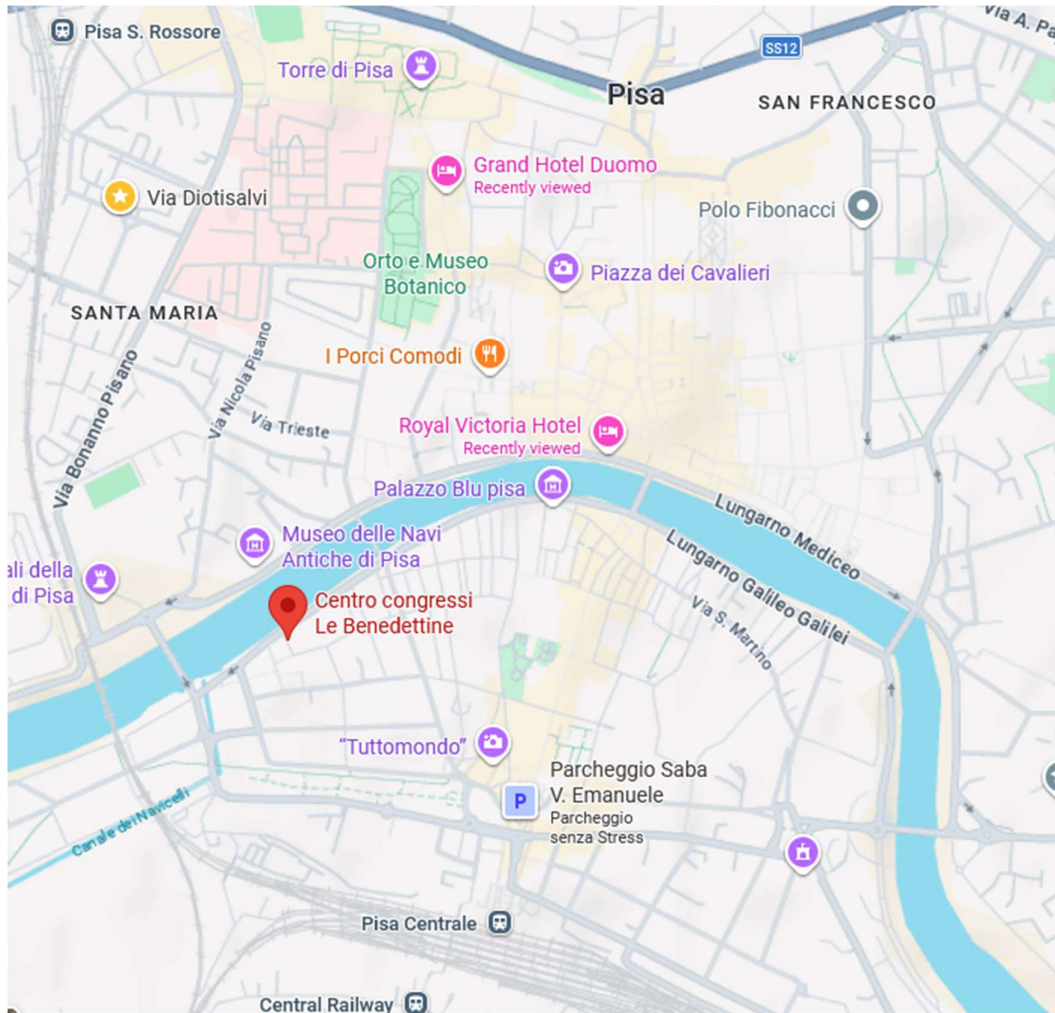 Pisa S. Rossore
Via A. Pa
SS12
Torre di Pisa
Pisa
SAN FRANCESCO
Grand Hotel Duomo
Recently viewed
Via Diotisalvi
Polo Fibonacci
Orto e Museo
Botanico
Piazza dei Cavalieri
SANTA MARIA
I Porci Comodi
Via Nicola Pisano
Via Bonanno Pisano
Via Trieste
Royal Victoria Hotel
Recently viewed
Palazzo Blu pisa
Lungarno Mediceo
Museo delle Navi
Antiche di Pisa
Lungarno Galileo Galilei
ali della
di Pisa
Centro congressi
Le Benedettine
Via S. Martino
"Tuttomondo"
P
Parcheggio Saba
V. Emanuele
Parcheggio
senza Stress
Canale dei Navicelli
Pisa Centrale
Central Railway